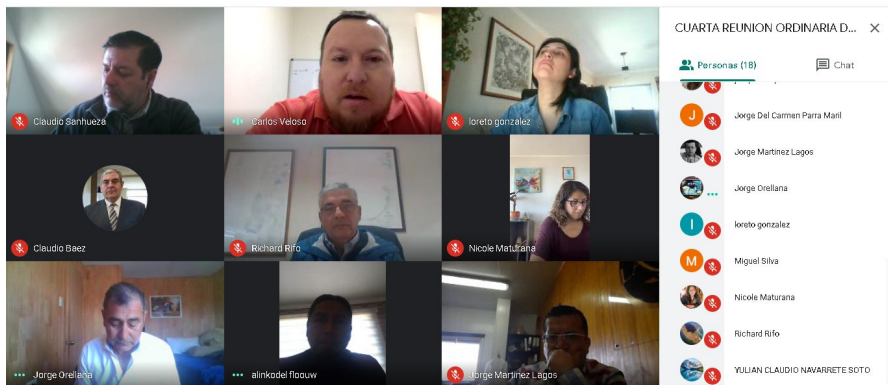 Claudio Sanhueza
Carlos Veloso
loreto gonzalez
Claudio Baez
Richard Rifo
Nicole Maturana
Jorge Orellana
alinkodel floouw
Jorge Martinez Lagos
CUARTA REUNION ORDINARIA D...
Personas (18)
Chat
J
Jorge Del Carmen Parra Maril
Jorge Martinez Lagos
Jorge Orellana
l
loreto gonzalez
M
Miguel Silva
Nicole Maturana
Richard Rifo
YULIAN CLAUDIO NAVARRETE SOTO